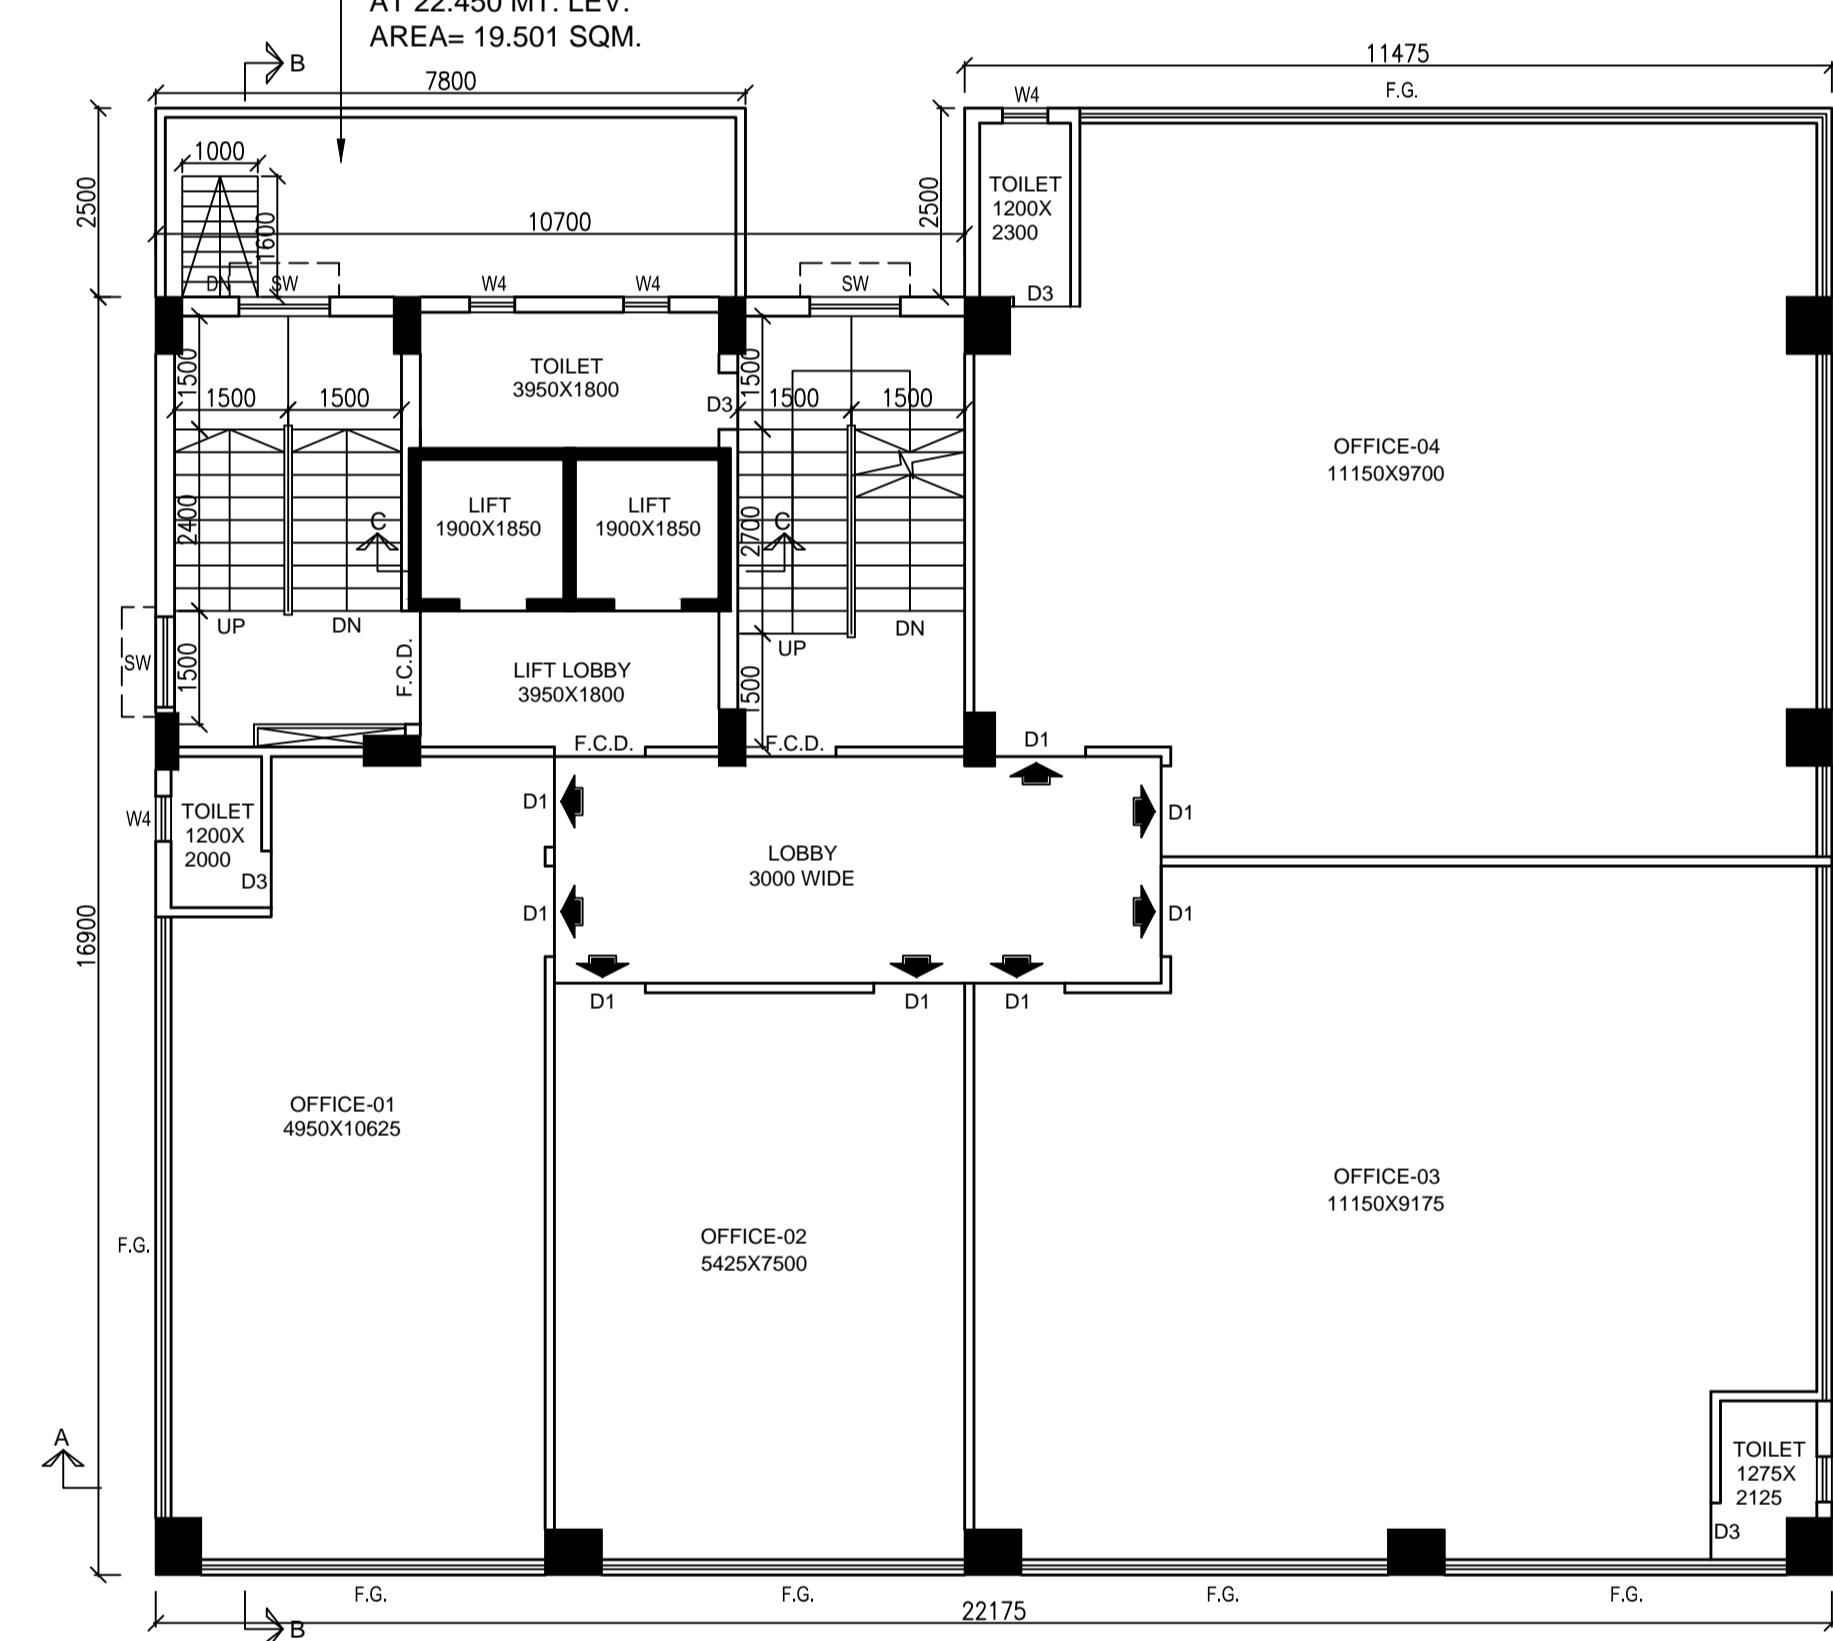 AT 22.450 MT. LEV.
AREA= 19.501 SQM.
B
7800
11475
F.G.
W4
1000
2500
1600
10700
2500
TOILET
1200X
2300
DN
SW
W4
W4
SW
D3
1500
1500
1500
TOILET
3950X1800
D3
1500
1500
1500
OFFICE-04
11150X9700
2400
C
LIFT
1900X1850
LIFT
1900X1850
2700
C
UP
DN
UP
DN
SW
1500
F.C.D.
LIFT LOBBY
3950X1800
1500
F.C.D.
F.C.D.
D1
W4
TOILET
1200X
2000
D3
D1
D1
LOBBY
3000 WIDE
D1
D1
16900
D1
D1
D1
OFFICE-01
4950X10625
OFFICE-03
11150X9175
F.G.
OFFICE-02
5425X7500
A
TOILET
1275X
2125
D3
F.G.
F.G.
F.G.
F.G.
22175
B